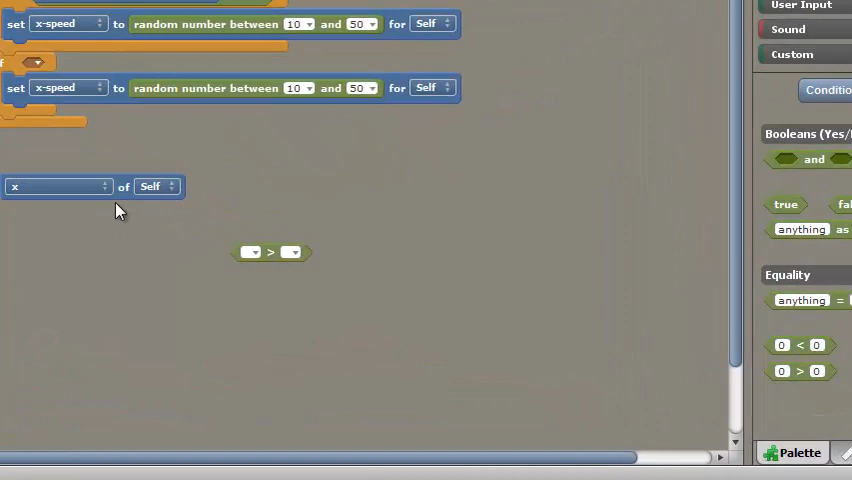 User Input
set x-speed to random number between 10 and 50 for Self
Sound
Custom
set x-speed to random number between 10 and 50 for Self
Booleans (Yes/
and
x of Self
true
anything as
>
Equality
anything =
0 < 0
0 > 0
Palette